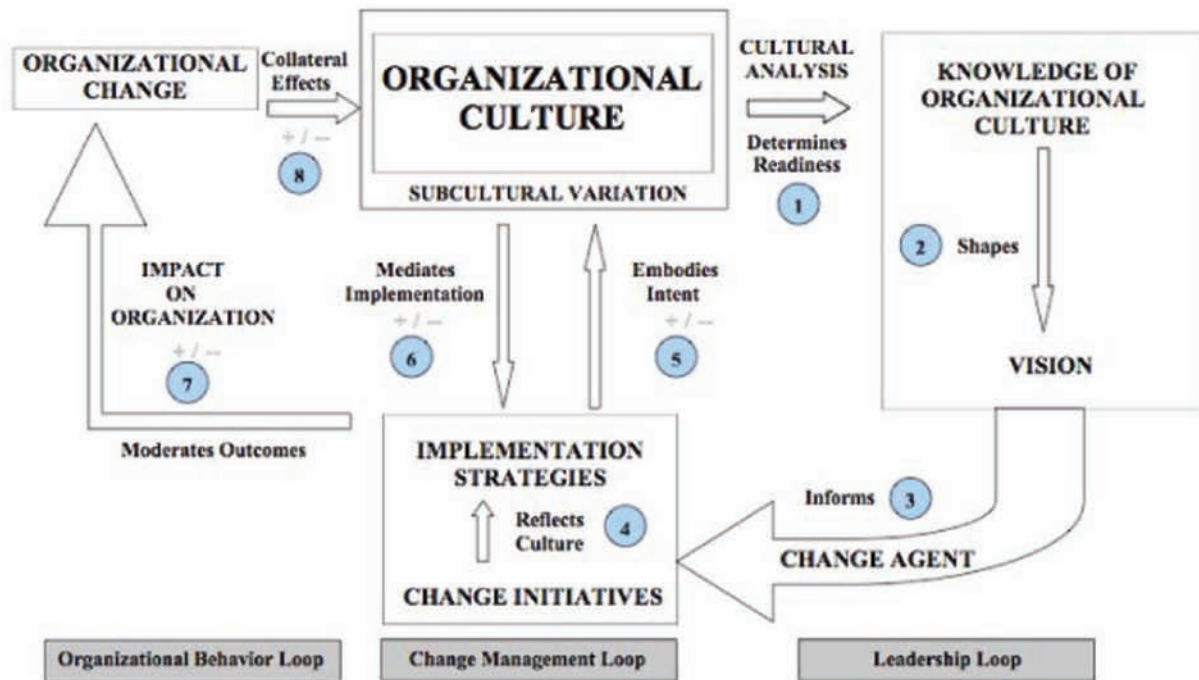 ORGANIZATIONAL
CHANGE
Collateral
Effects
+ / --
8
ORGANIZATIONAL
CULTURE
SUBCULTURAL VARIATION
CULTURAL
ANALYSIS
Determines
Readiness
1
KNOWLEDGE OF
ORGANIZATIONAL
CULTURE
2
Shapes
VISION
IMPACT
ON
ORGANIZATION
+ / --
7
Moderates Outcomes
Mediates
Implementation
+ / --
6
Embodies
Intent
+ / --
5
IMPLEMENTATION
STRATEGIES
Reflects
Culture
4
CHANGE INITIATIVES
Informs
3
CHANGE AGENT
Organizational Behavior Loop
Change Management Loop
Leadership Loop